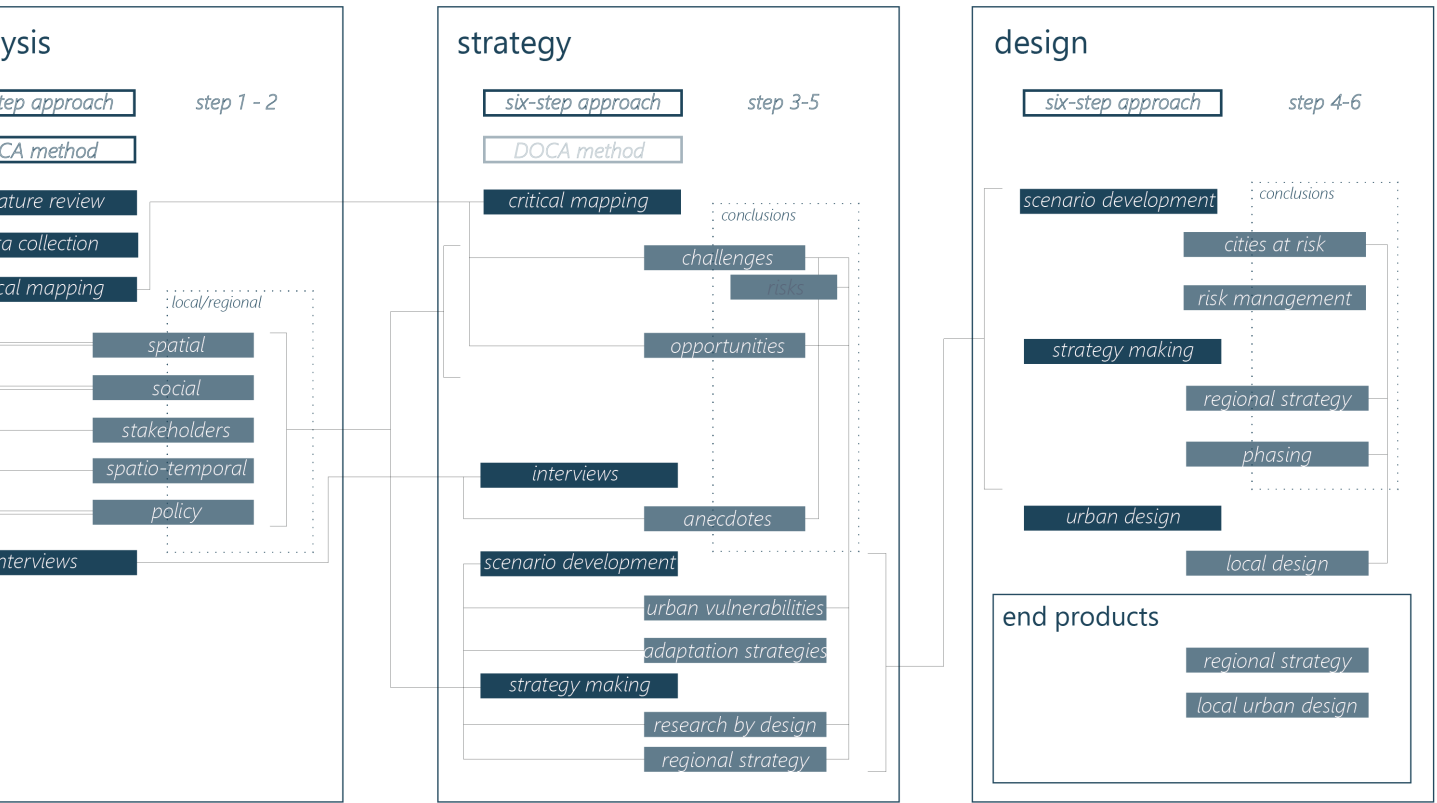 ysis
tep approach
step 1 - 2
CA method
ature review
a collection
cal mapping
local/regional
spatial
social
stakeholders
spatio-temporal
policy
nterviews
strategy
six-step approach
step 3-5
DOCA method
critical mapping
conclusions
challenges
risks
opportunities
interviews
anecdotes
scenario development
urban vulnerabilities
adaptation strategies
strategy making
research by design
regional strategy
design
six-step approach
step 4-6
scenario development
conclusions
cities at risk
risk management
strategy making
regional strategy
phasing
urban design
local design
end products
regional strategy
local urban design